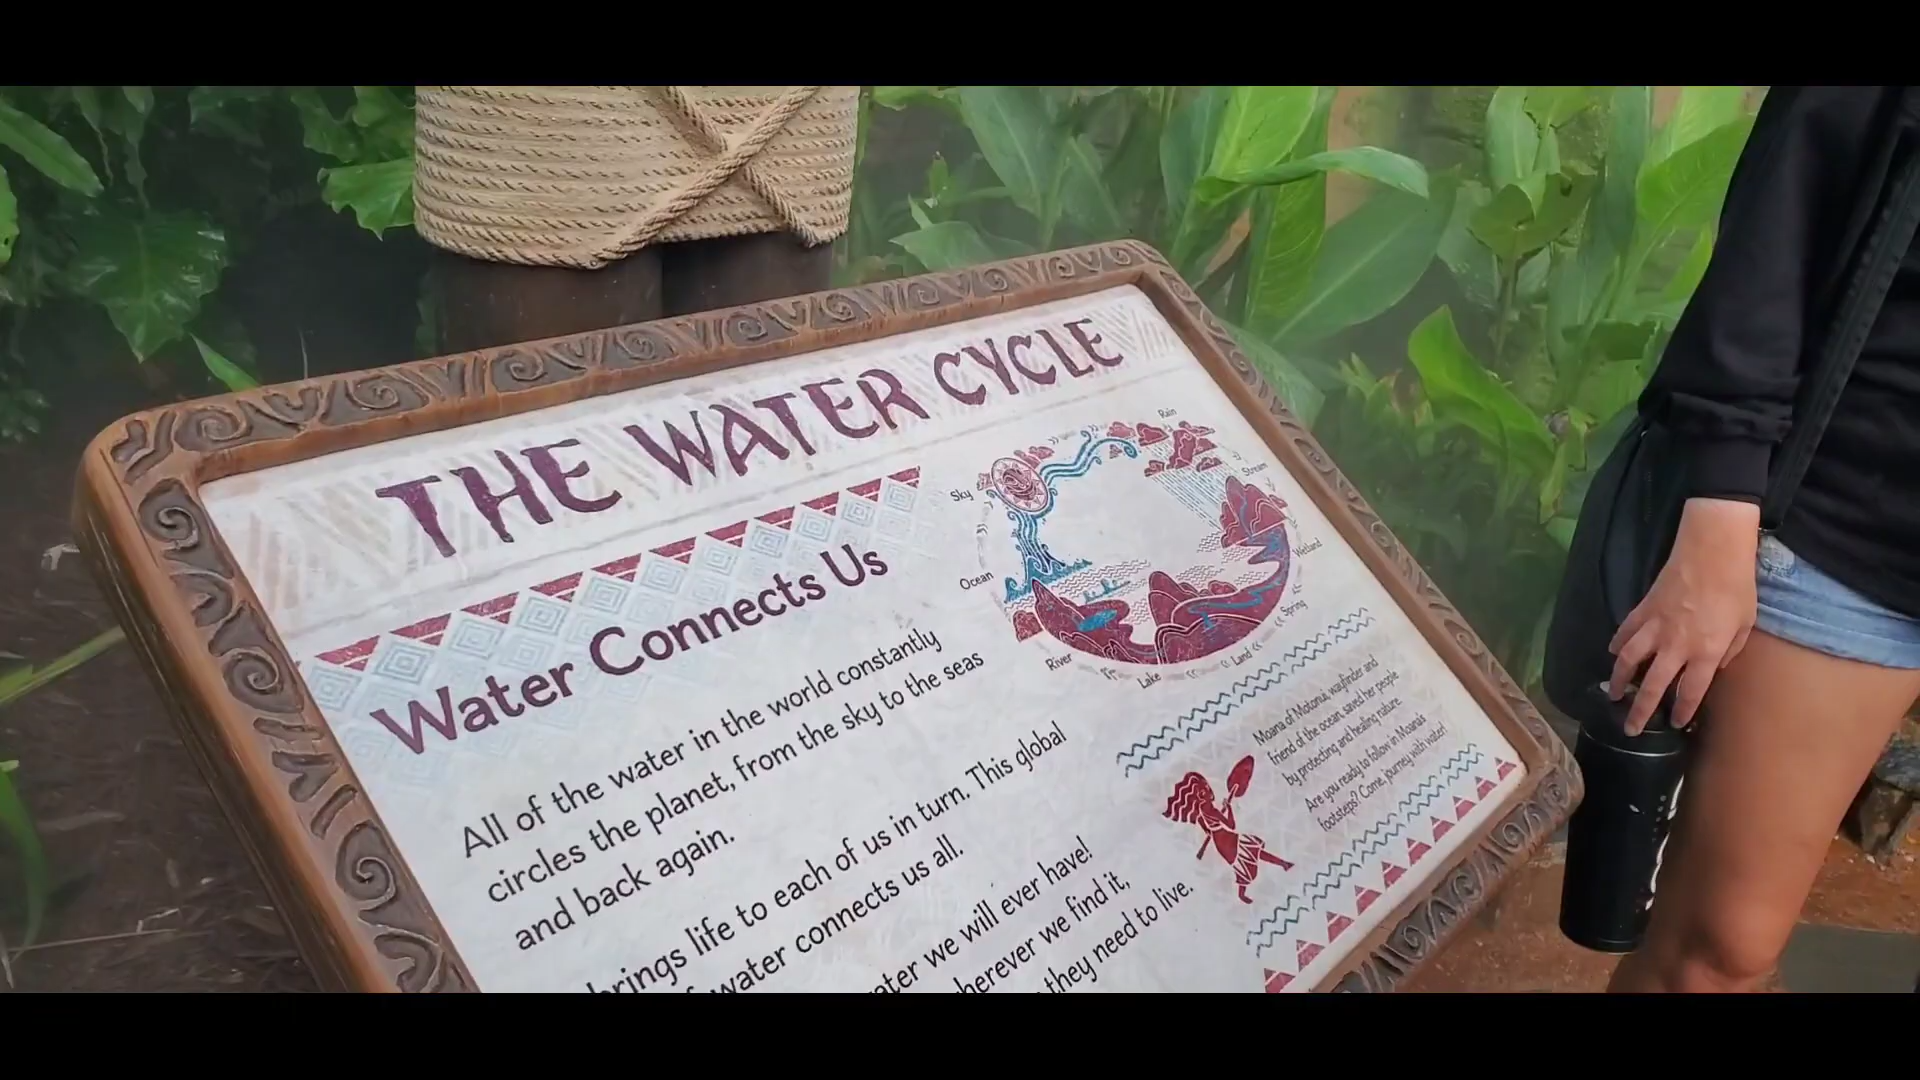 THE WATER CYCLE
Water Connects Us
All of the water in the world constantly
circles the planet, from the sky to the seas
and back again.
brings life to each of us in turn. This global
water connects us all.
we will ever have!
we find it,
they need to live.
Sky
Rain
Stream
Wetland
Spring
Land
Lake
River
Ocean
Moana of Motunui, wayfinder and
friend of the ocean, saved her people
by protecting and healing nature.
Are you ready to follow in Moana's
footsteps? Come, journey with water!